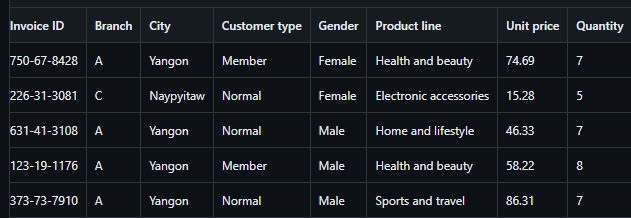 Invoice ID Branch City Customer type Gender Product line Unit price Quantity
750-67-8428 A Yangon Member Female Health and beauty 74.69 7
226-31-3081 C Naypyitaw Normal Female Electronic accessories 15.28 5
631-41-3108 A Yangon Normal Male Home and lifestyle 46.33 7
123-19-1176 A Yangon Member Male Health and beauty 58.22 8
373-73-7910 A Yangon Normal Male Sports and travel 86.31 7